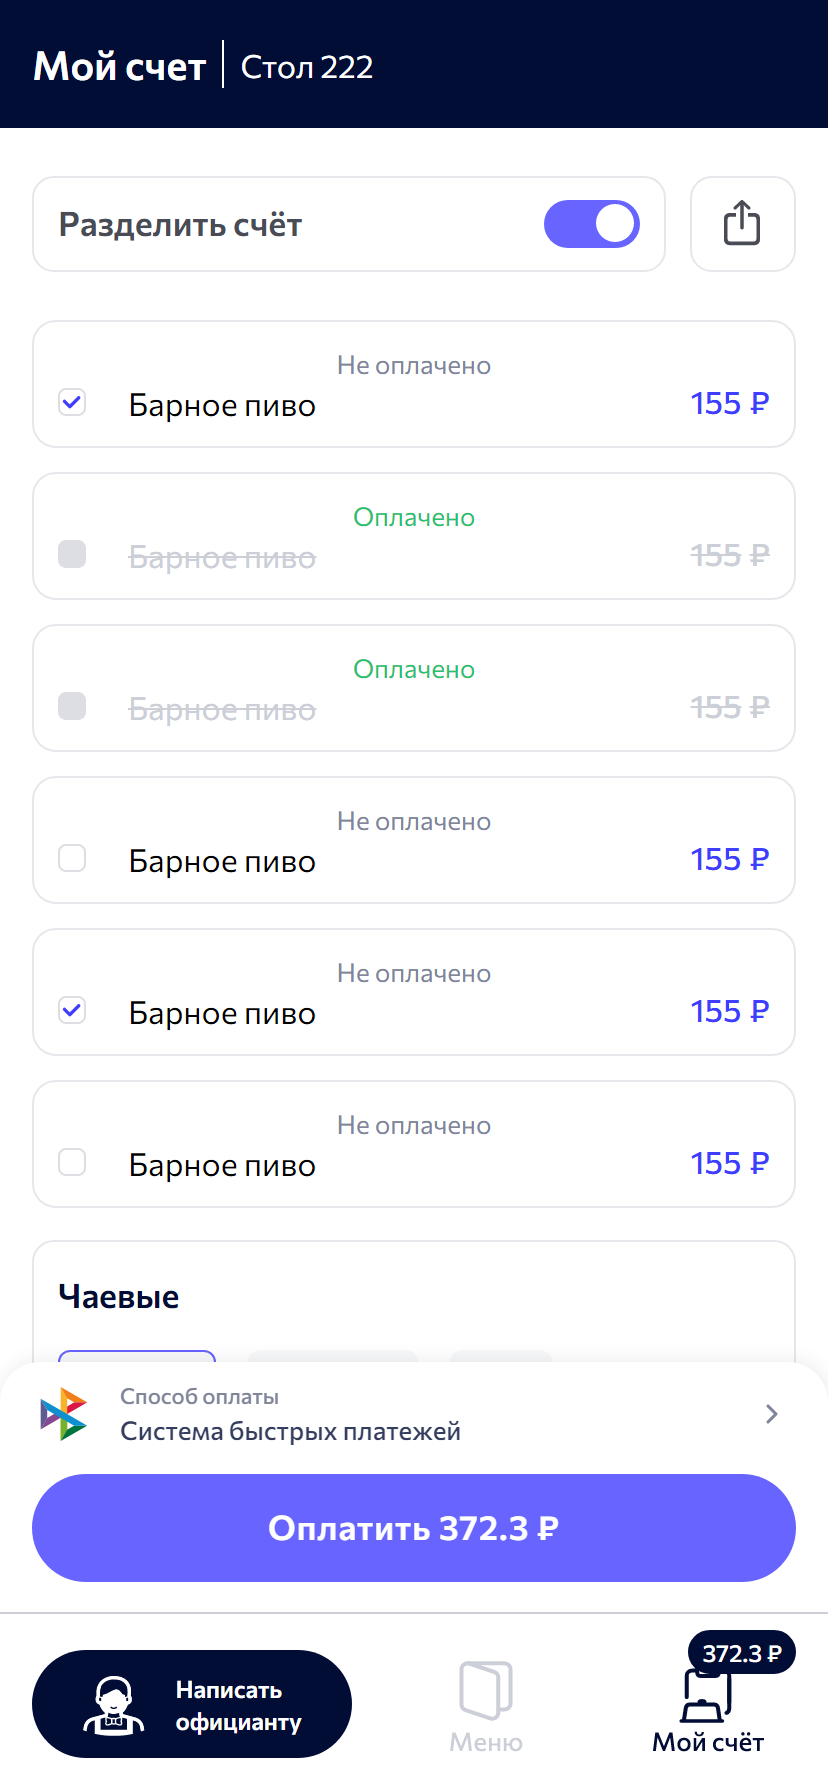 Мой счет
Стол 222
Разделить счёт
Не оплачено
Барное пиво 155 ₽
Оплачено
Барное пиво 155 ₽
Оплачено
Барное пиво 155 ₽
Не оплачено
Барное пиво 155 ₽
Не оплачено
Барное пиво 155 ₽
Не оплачено
Барное пиво 155 ₽
Чаевые
Способ оплаты
Система быстрых платежей
Оплатить 372.3 ₽
Написать
официанту
Меню
372.3 ₽
Мой счёт